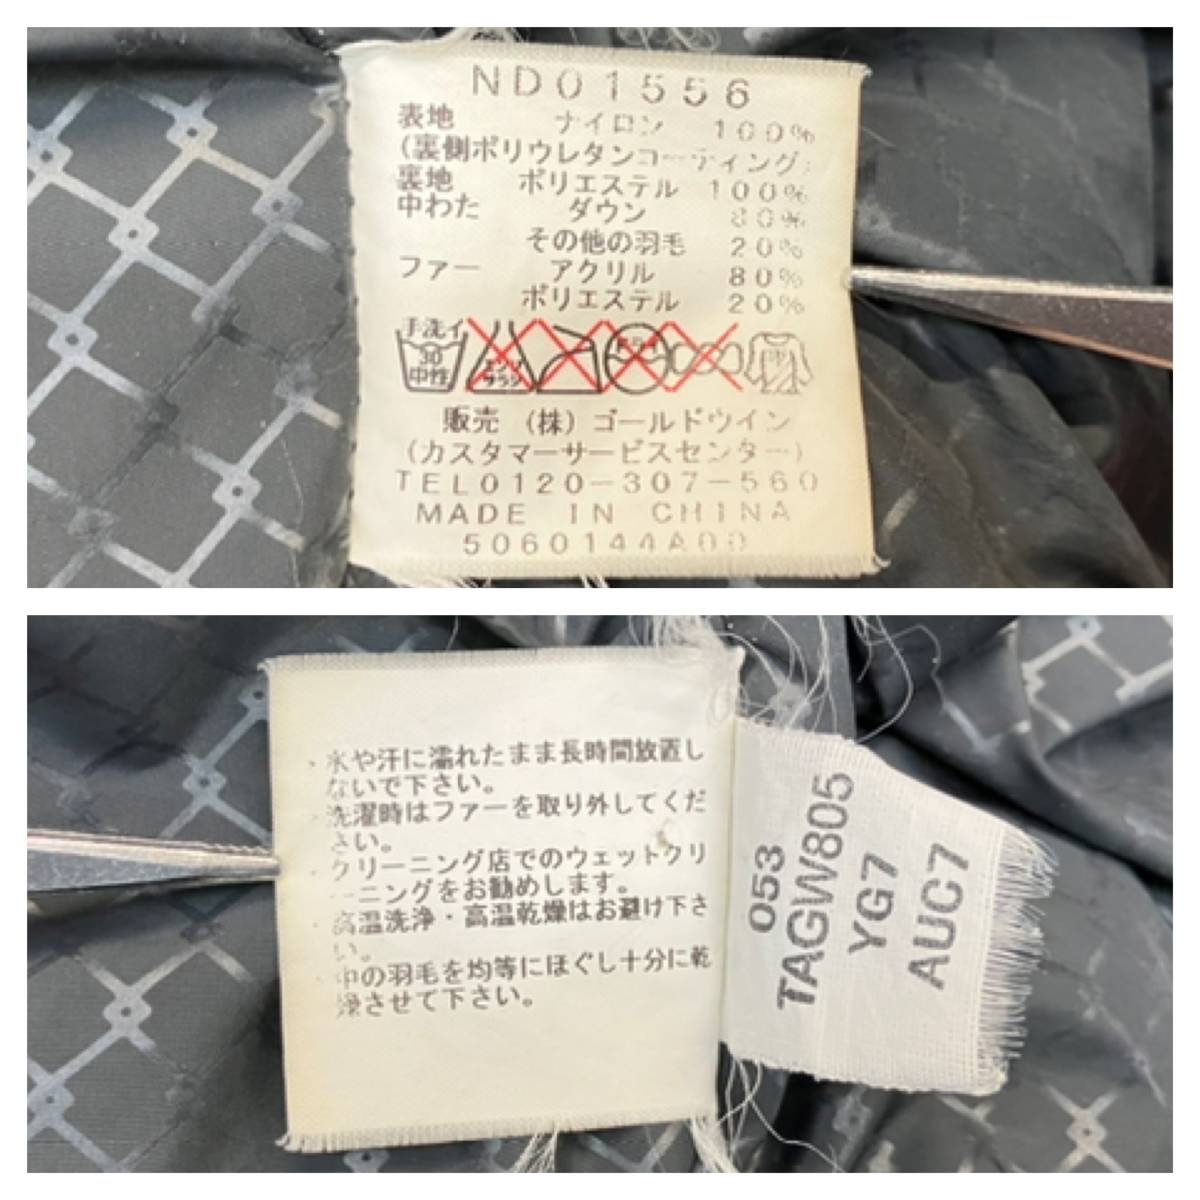 ND01556
表地 ナイロン 100%
(裏側ポリウレタンコーティング)
裏地 ポリエステル 100%
中わた ダウン 80%
その他の羽毛 20%
ファー アクリル 80%
ポリエステル 20%
手洗イ
30
中性
エンソ
サラシ
ドライ
販売 (株) ゴールドウイン
(カスタマーサービスセンター)
TEL0120-307-560
MADE IN CHINA
5060144A00
・水や汗に濡れたまま長時間放置し
ないで下さい。
・洗濯時はファーを取り外してくだ
さい。
・クリーニング店でのウェットクリ
ーニングをお勧めします。
・高温洗浄・高温乾燥はお避け下さ
い。
・中の羽毛を均等にほぐし十分に乾
燥させて下さい。
053
TAGW805
YG7
AUC7